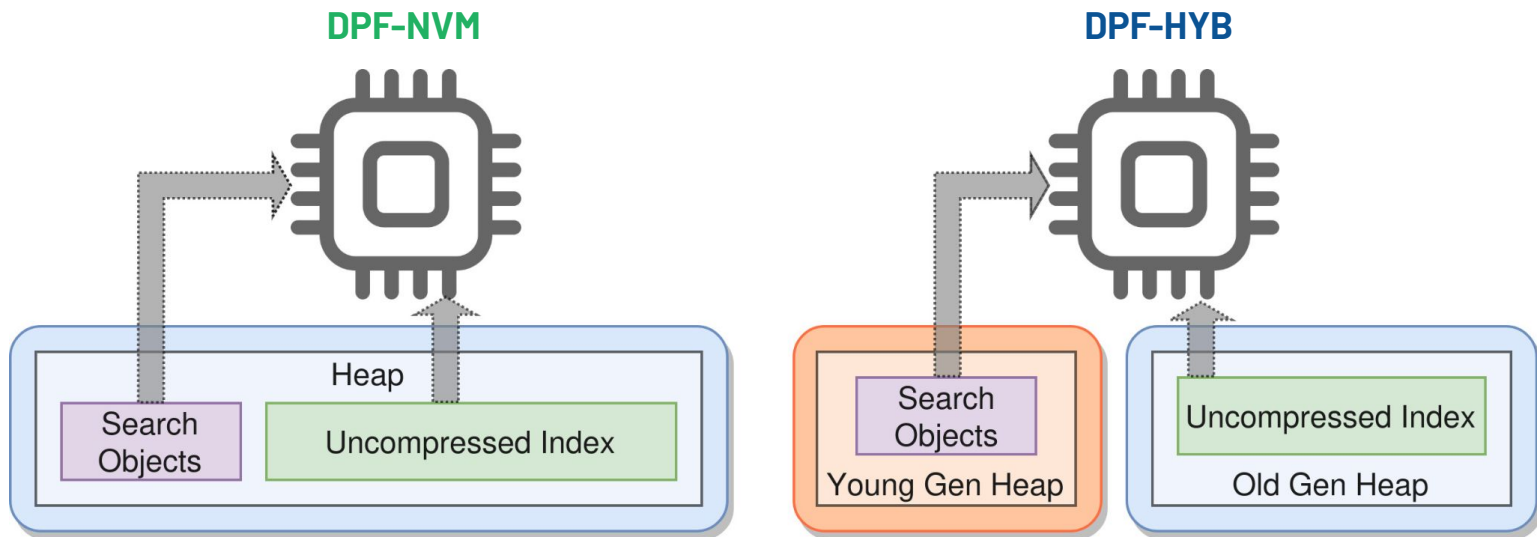 DPF-NVM
Heap
Search
Objects
Uncompressed Index
DPF-HYB
Search
Objects
Young Gen Heap
Uncompressed Index
Old Gen Heap